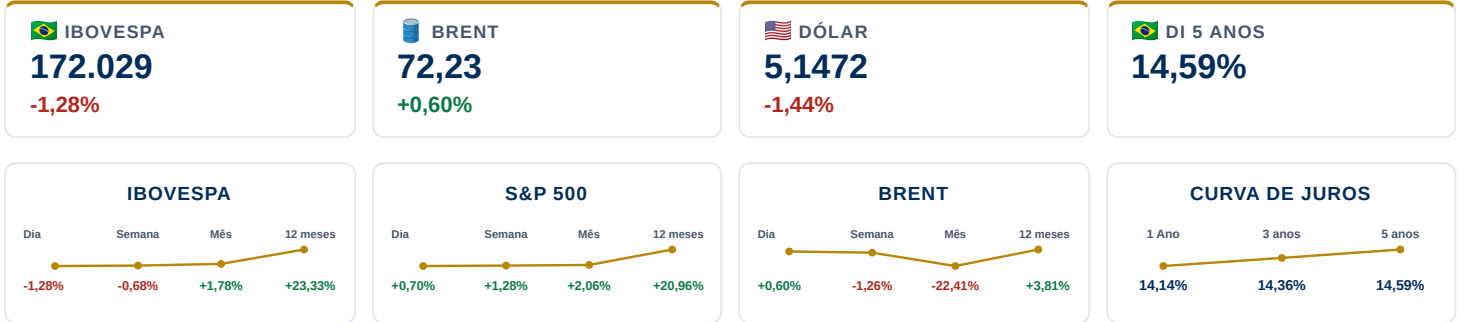 IBOVESPA
172.029
-1,28%
BRENT
72,23
+0,60%
DÓLAR
5,1472
-1,44%
DI 5 ANOS
14,59%
IBOVESPA
Dia Semana Mês 12 meses
-1,28% -0,68% +1,78% +23,33%
S&P 500
Dia Semana Mês 12 meses
+0,70% +1,28% +2,06% +20,96%
BRENT
Dia Semana Mês 12 meses
+0,60% -1,26% -22,41% +3,81%
CURVA DE JUROS
1 Ano 3 anos 5 anos
14,14% 14,36% 14,59%